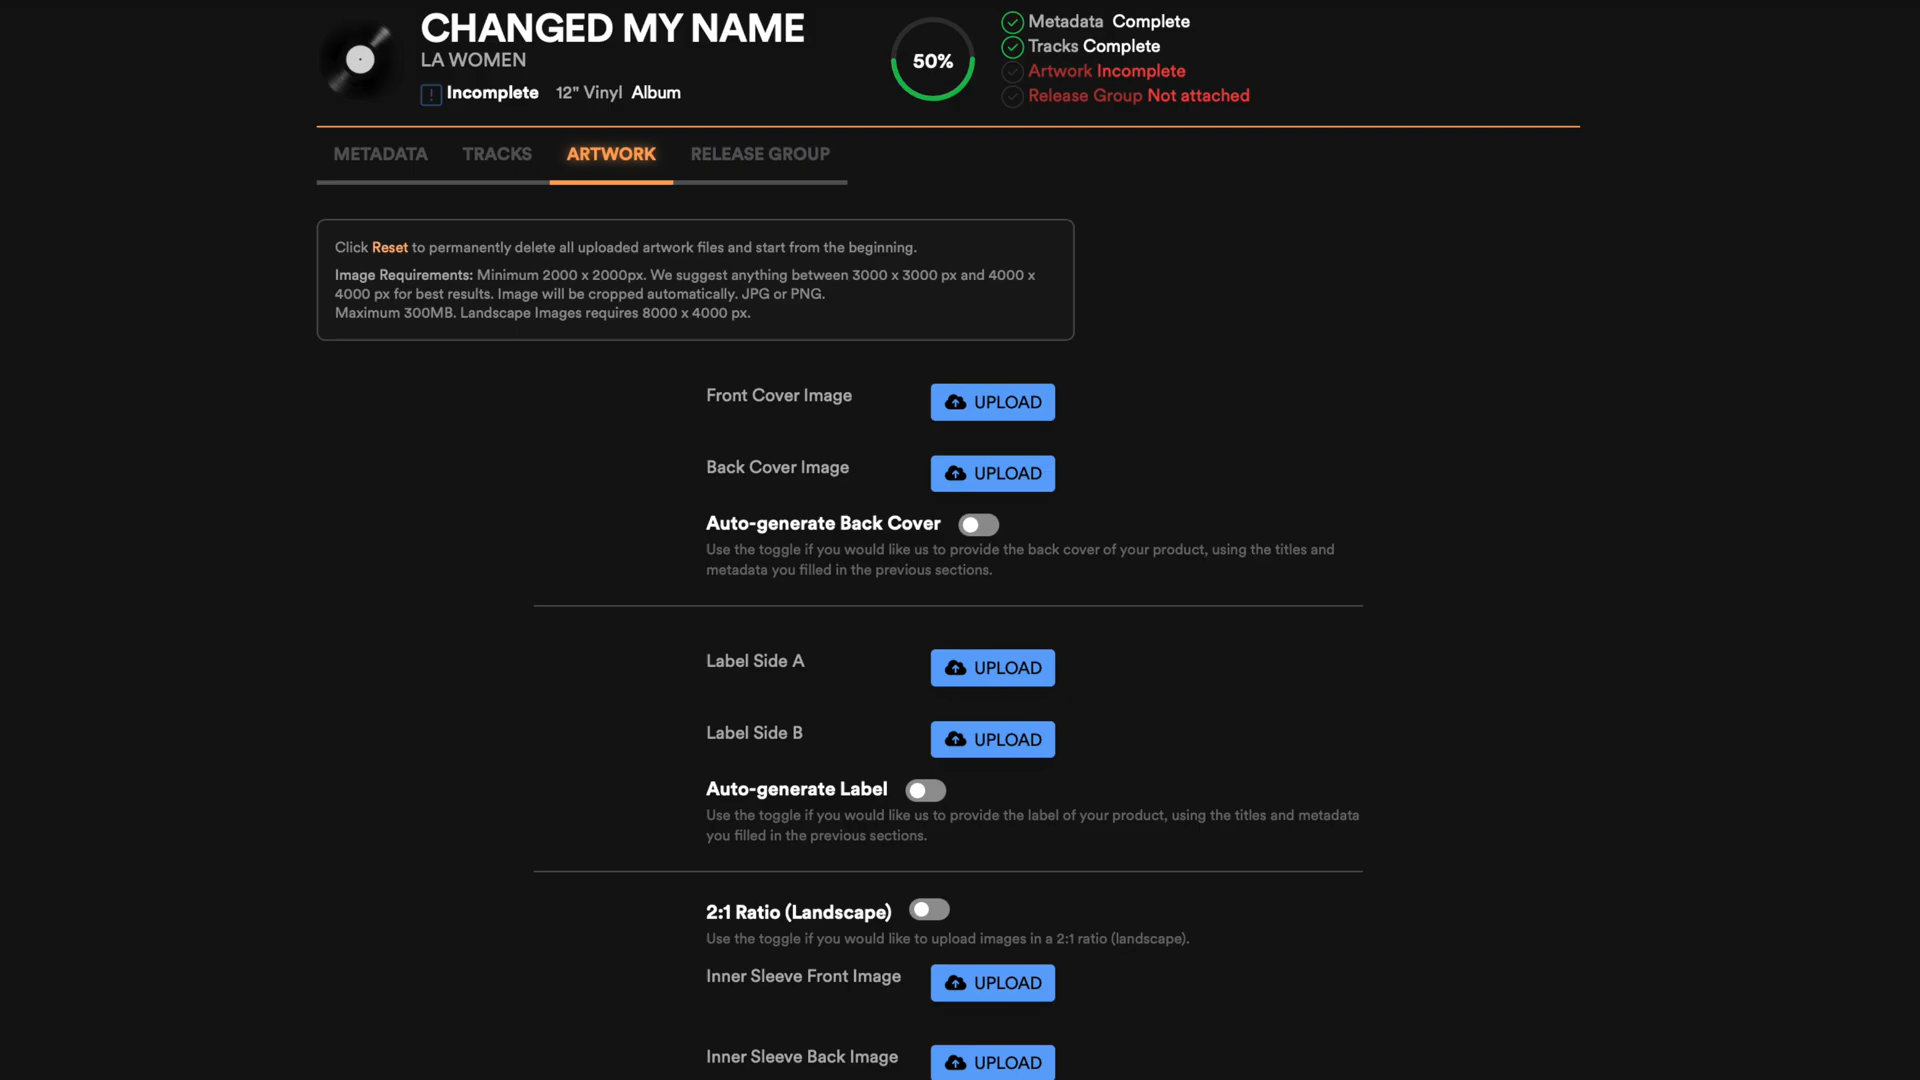 CHANGED MY NAME
LA WOMEN
Incomplete 12" Vinyl Album
50%
Metadata Complete
Tracks Complete
Artwork Incomplete
Release Group Not attached
METADATA TRACKS ARTWORK RELEASE GROUP
Click Reset to permanently delete all uploaded artwork files and start from the beginning.
Image Requirements: Minimum 2000 x 2000px. We suggest anything between 3000 x 3000 px and 4000 x
4000 px for best results. Image will be cropped automatically. JPG or PNG.
Maximum 300MB. Landscape Images requires 8000 x 4000 px.
Front Cover Image UPLOAD
Back Cover Image UPLOAD
Auto-generate Back Cover
Use the toggle if you would like us to provide the back cover of your product, using the titles and
metadata you filled in the previous sections.
Label Side A UPLOAD
Label Side B UPLOAD
Auto-generate Label
Use the toggle if you would like us to provide the label of your product, using the titles and metadata
you filled in the previous sections.
2:1 Ratio (Landscape)
Use the toggle if you would like to upload images in a 2:1 ratio (landscape).
Inner Sleeve Front Image UPLOAD
Inner Sleeve Back Image UPLOAD